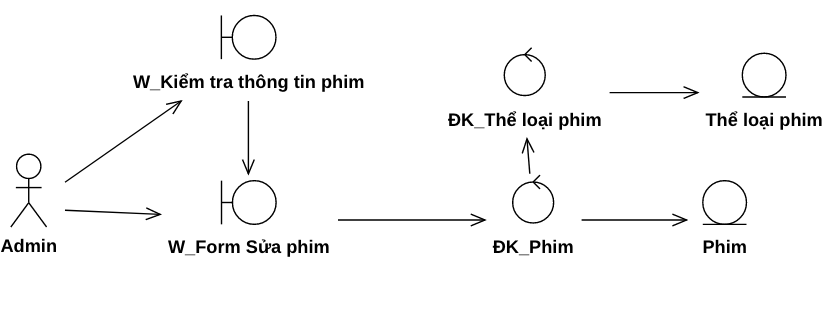 W_Kiểm tra thông tin phim
ĐK_Thể loại phim
Thể loại phim
Admin
W_Form Sửa phim
ĐK_Phim
Phim